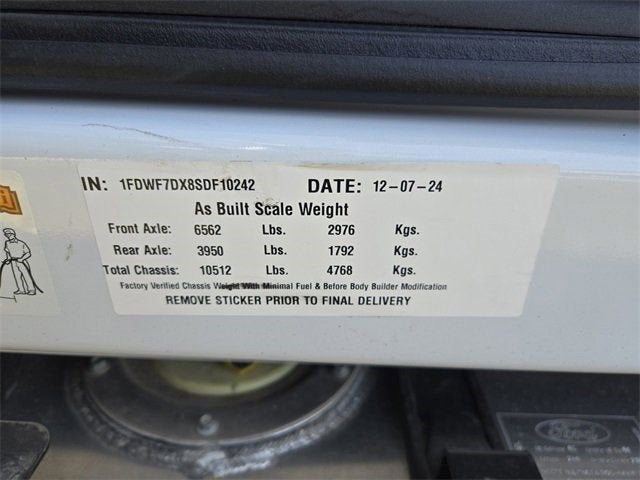 IN: 1FDWF7DX8SDF10242 DATE: 12-07-24
As Built Scale Weight
Front Axle: 6562 Lbs. 2976 Kgs.
Rear Axle: 3950 Lbs. 1792 Kgs.
Total Chassis: 10512 Lbs. 4768 Kgs.
Factory Verified Chassis Weight With Minimal Fuel & Before Body Builder Modification
REMOVE STICKER PRIOR TO FINAL DELIVERY
Ford